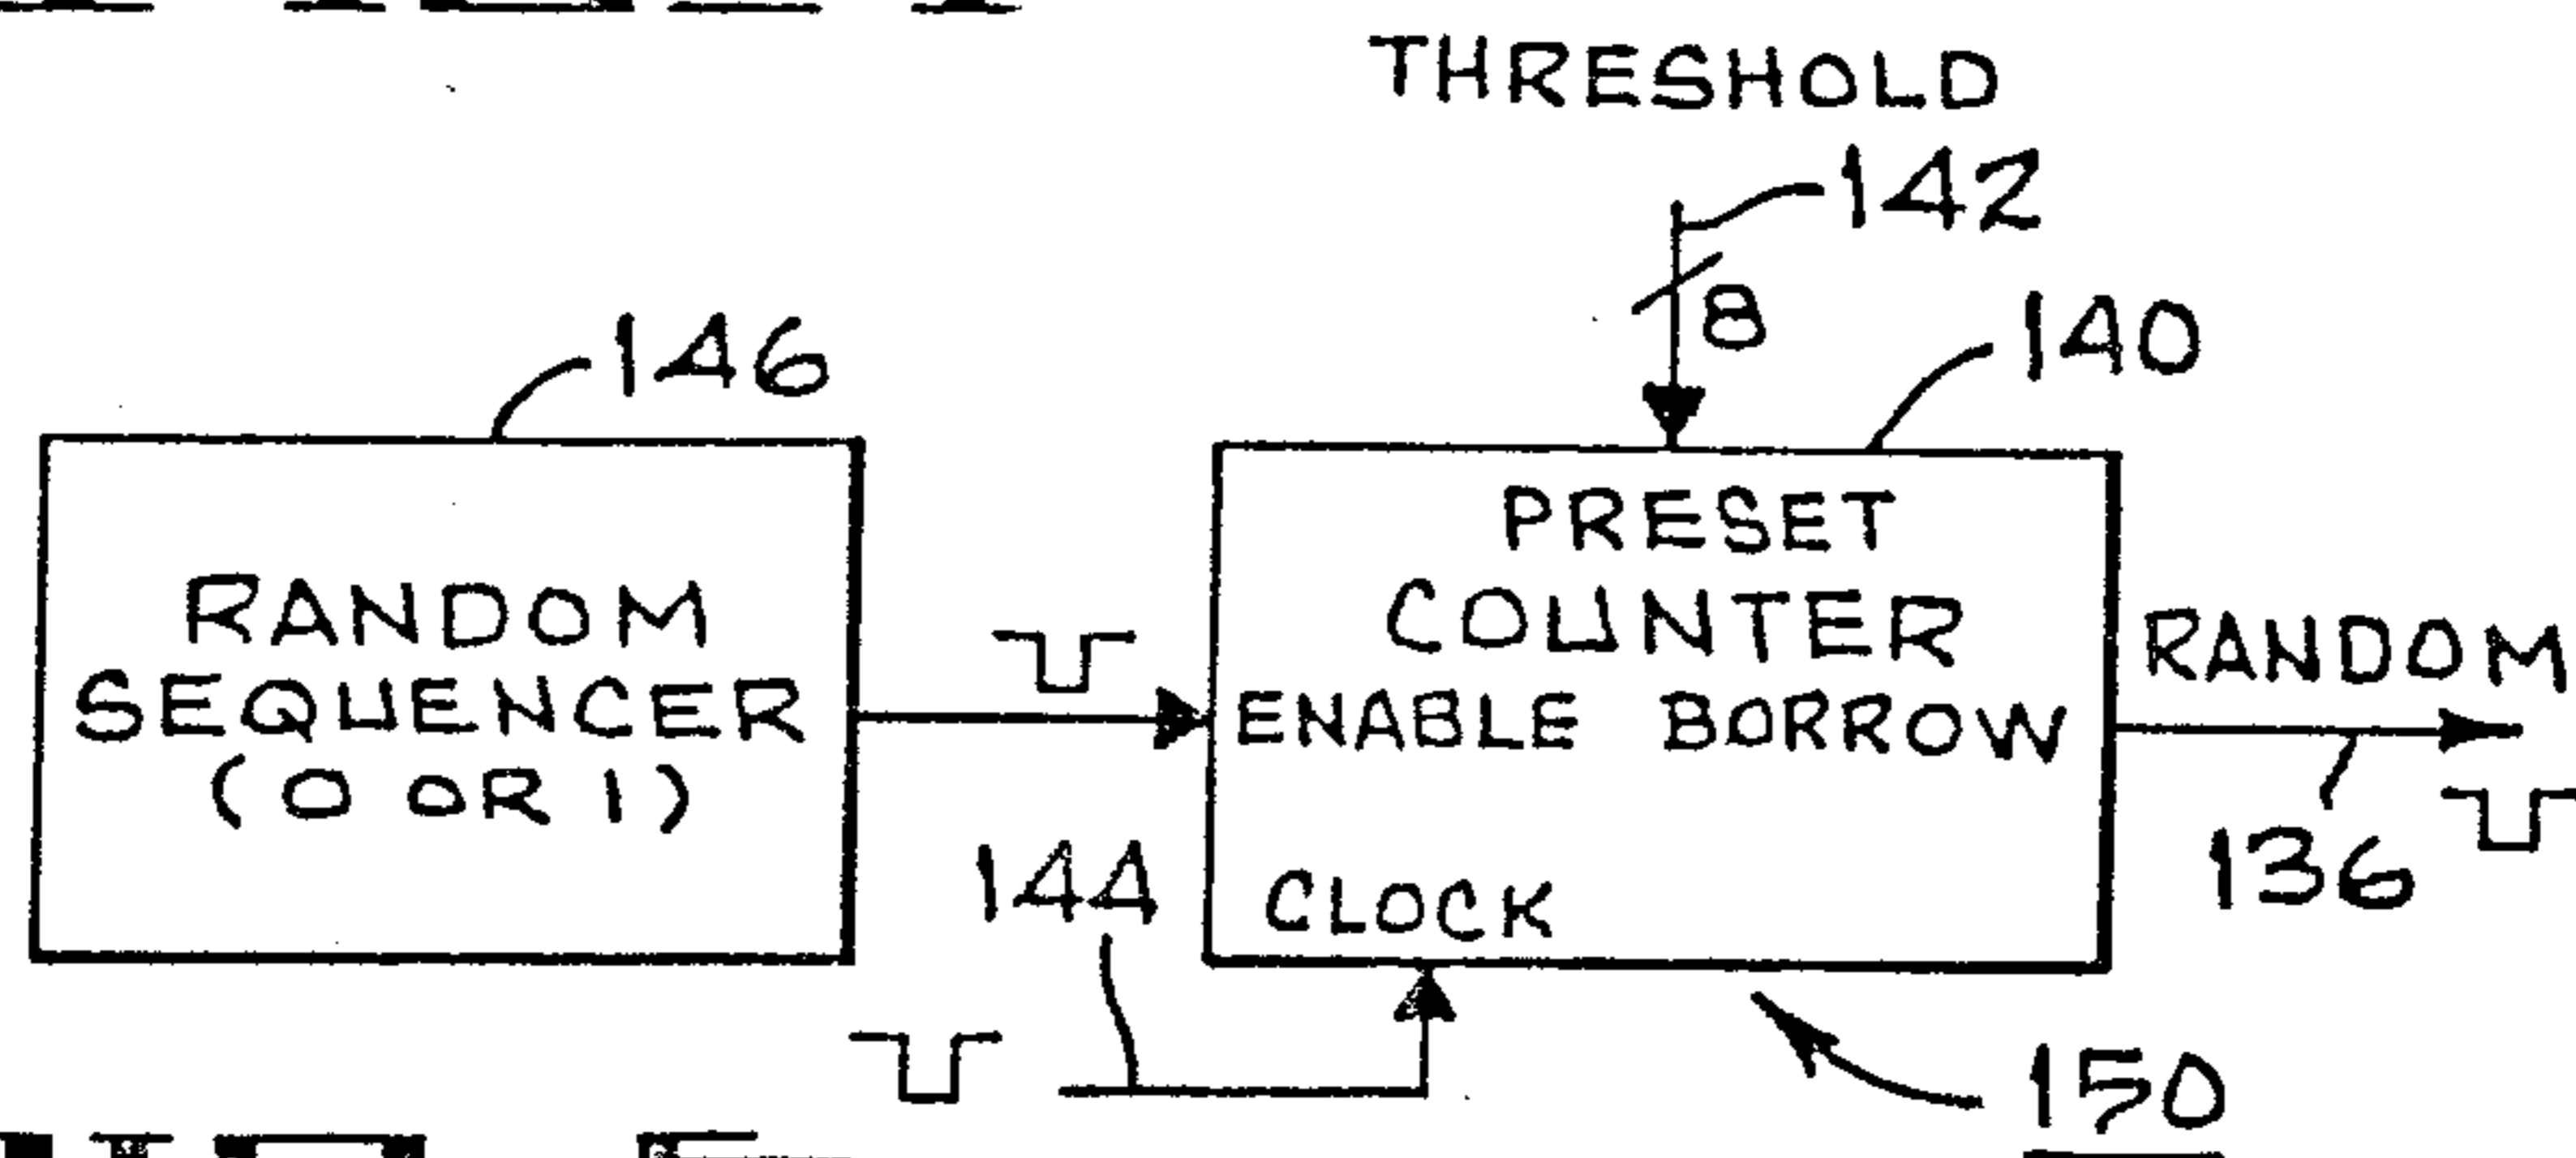 THRESHOLD
142
8
140
146
PRESET
COUNTER
ENABLE BORROW
CLOCK
RANDOM
SEQUENCER
(0 OR 1)
RANDOM
136
144
150